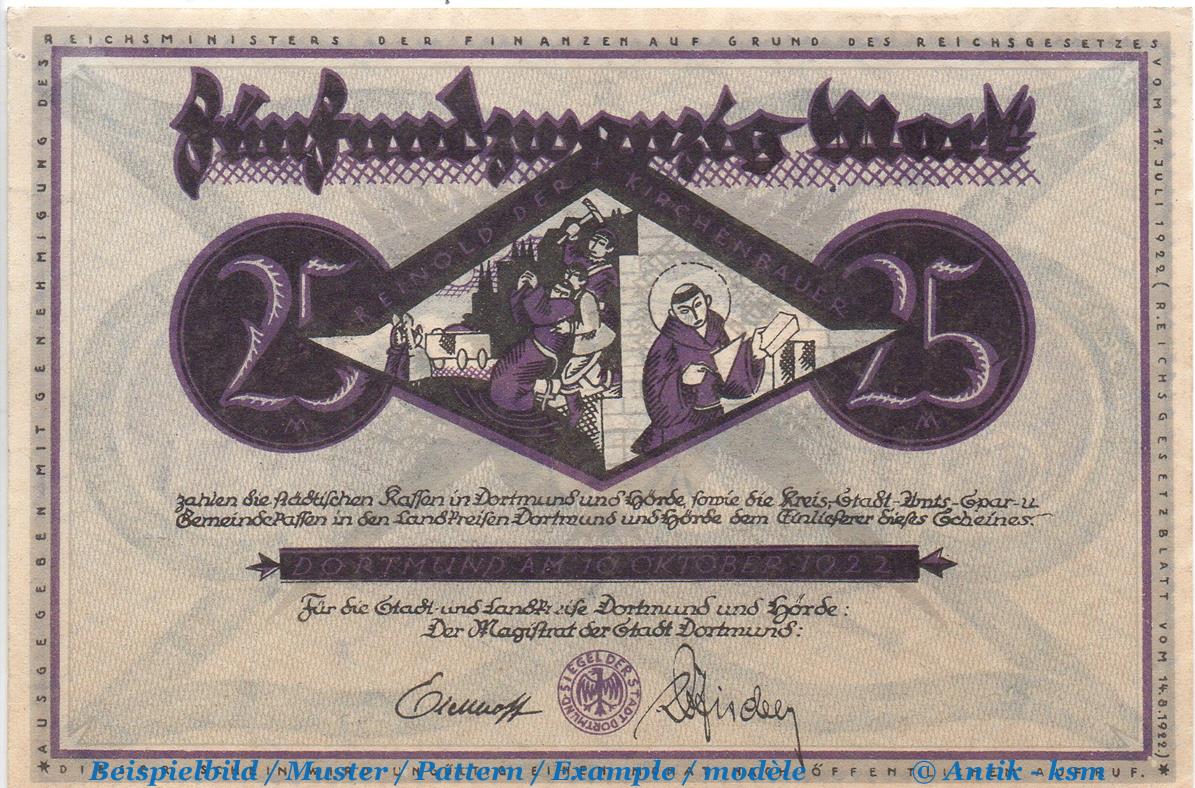 REICHSMINISTERS DER FINANZEN AUF GRUND DES REICHSGESETZES
VOM 17. JULI 1922 (REICHSGESETZBLATT VOM 14.8.1922)
AUSGEGEBEN MIT GENEHMIGUNG DES
Fünfundzwanzig Mark
REINOLD DER KIRCHENBAUER
25
M
25
M
zahlen die städtischen Kassen in Dortmund und Hörde, sowie die Kreis-, Stadt-Amts-Spar-u
Gemeindekassen in den Landkreisen Dortmund und Hörde dem Einlieferer dieses Scheines.
DORTMUND AM 10 OKTOBER 1922
Für die Stadt-und Landkreise Dortmund und Hörde:
Der Magistrat der Stadt Dortmund:
Eichhoff
SIEGEL DER STADT DORTMUND
ÖFFENTLICHEM AUFRUF.
Beispielbild / Muster / Pattern / Example / modèle
@ Antik - ksm